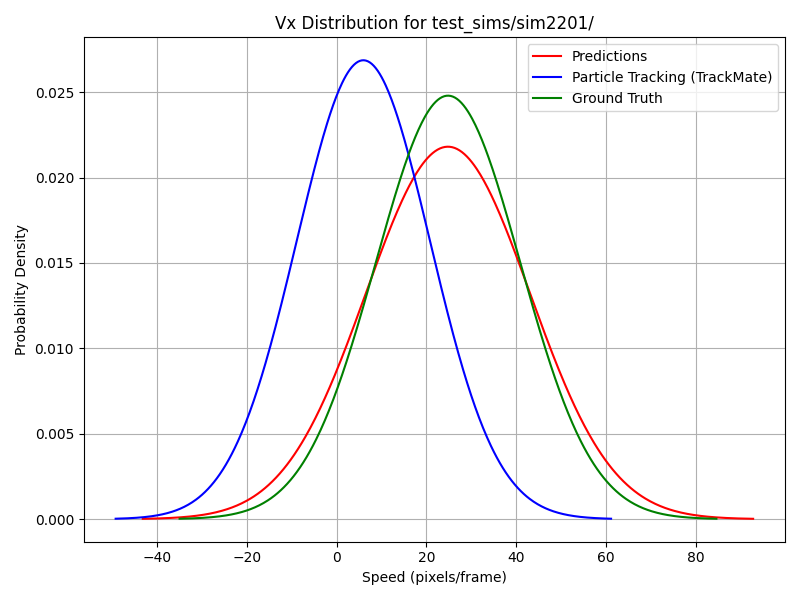 Vx Distribution for test_sims/sim2201/
Predictions
Particle Tracking (TrackMate)
Ground Truth
Probability Density
0.025
0.020
0.015
0.010
0.005
0.000
−40 −20 0 20 40 60 80
Speed (pixels/frame)